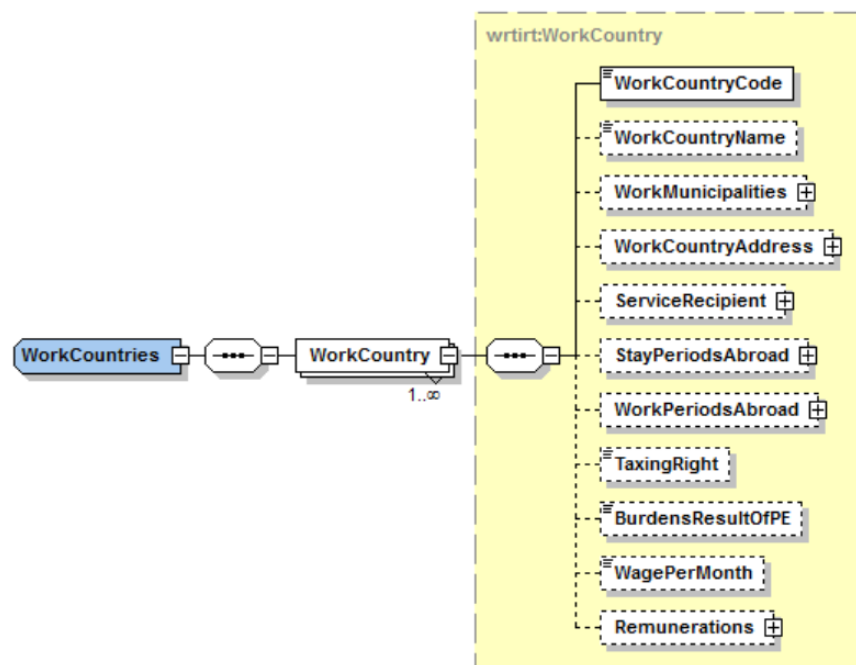 wrtirt:WorkCountry
WorkCountryCode
WorkCountryName
WorkMunicipalities
WorkCountryAddress
ServiceRecipient
WorkCountries
WorkCountry
1..∞
StayPeriodsAbroad
WorkPeriodsAbroad
TaxingRight
BurdensResultOfPE
WagePerMonth
Remunerations